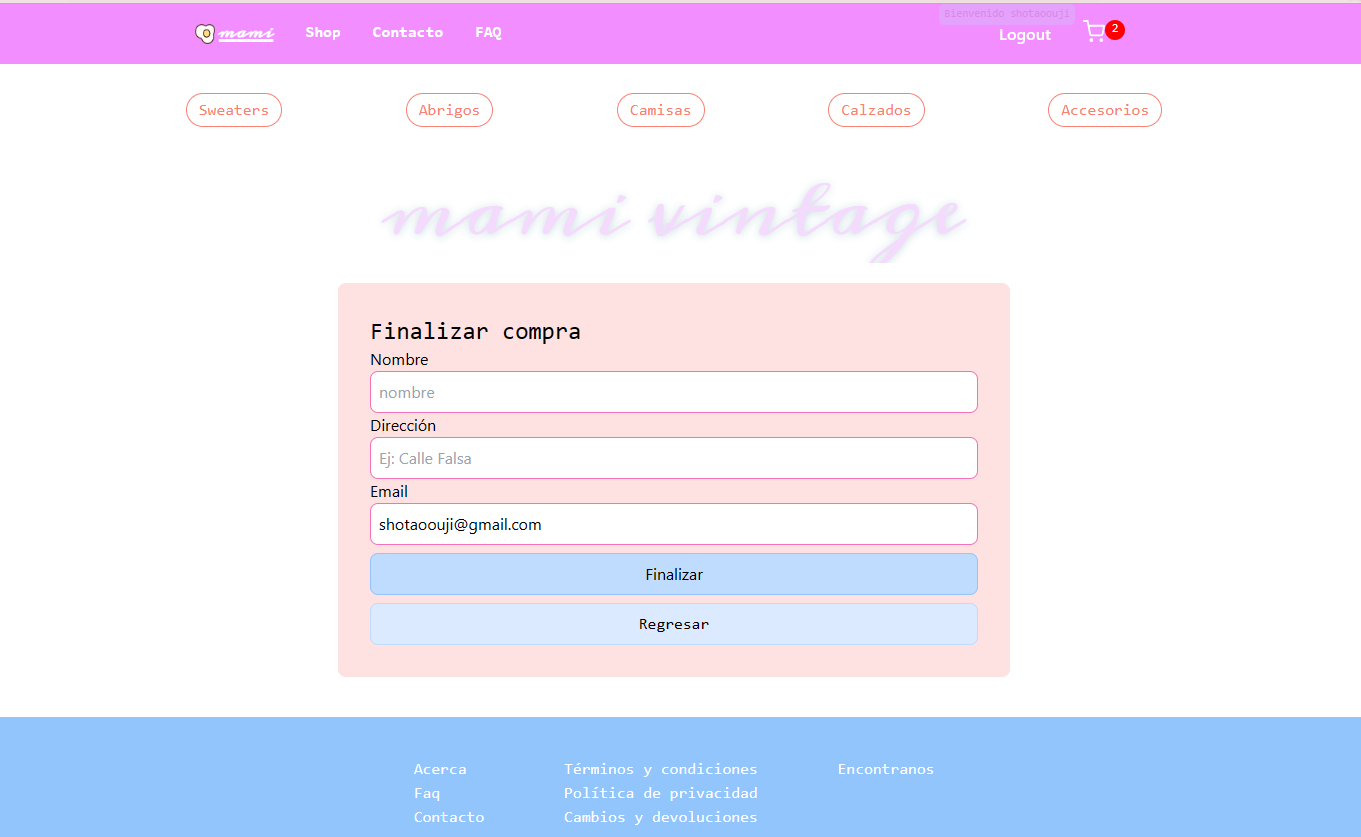 Bienvenido shotaoouji
mami Shop Contacto FAQ Logout 2
Sweaters Abrigos Camisas Calzados Accesorios
mami vintage
Finalizar compra
Nombre
nombre
Dirección
Ej: Calle Falsa
Email
shotaoouji@gmail.com
Finalizar
Regresar
Acerca Términos y condiciones Encontranos
Faq Política de privacidad
Contacto Cambios y devoluciones